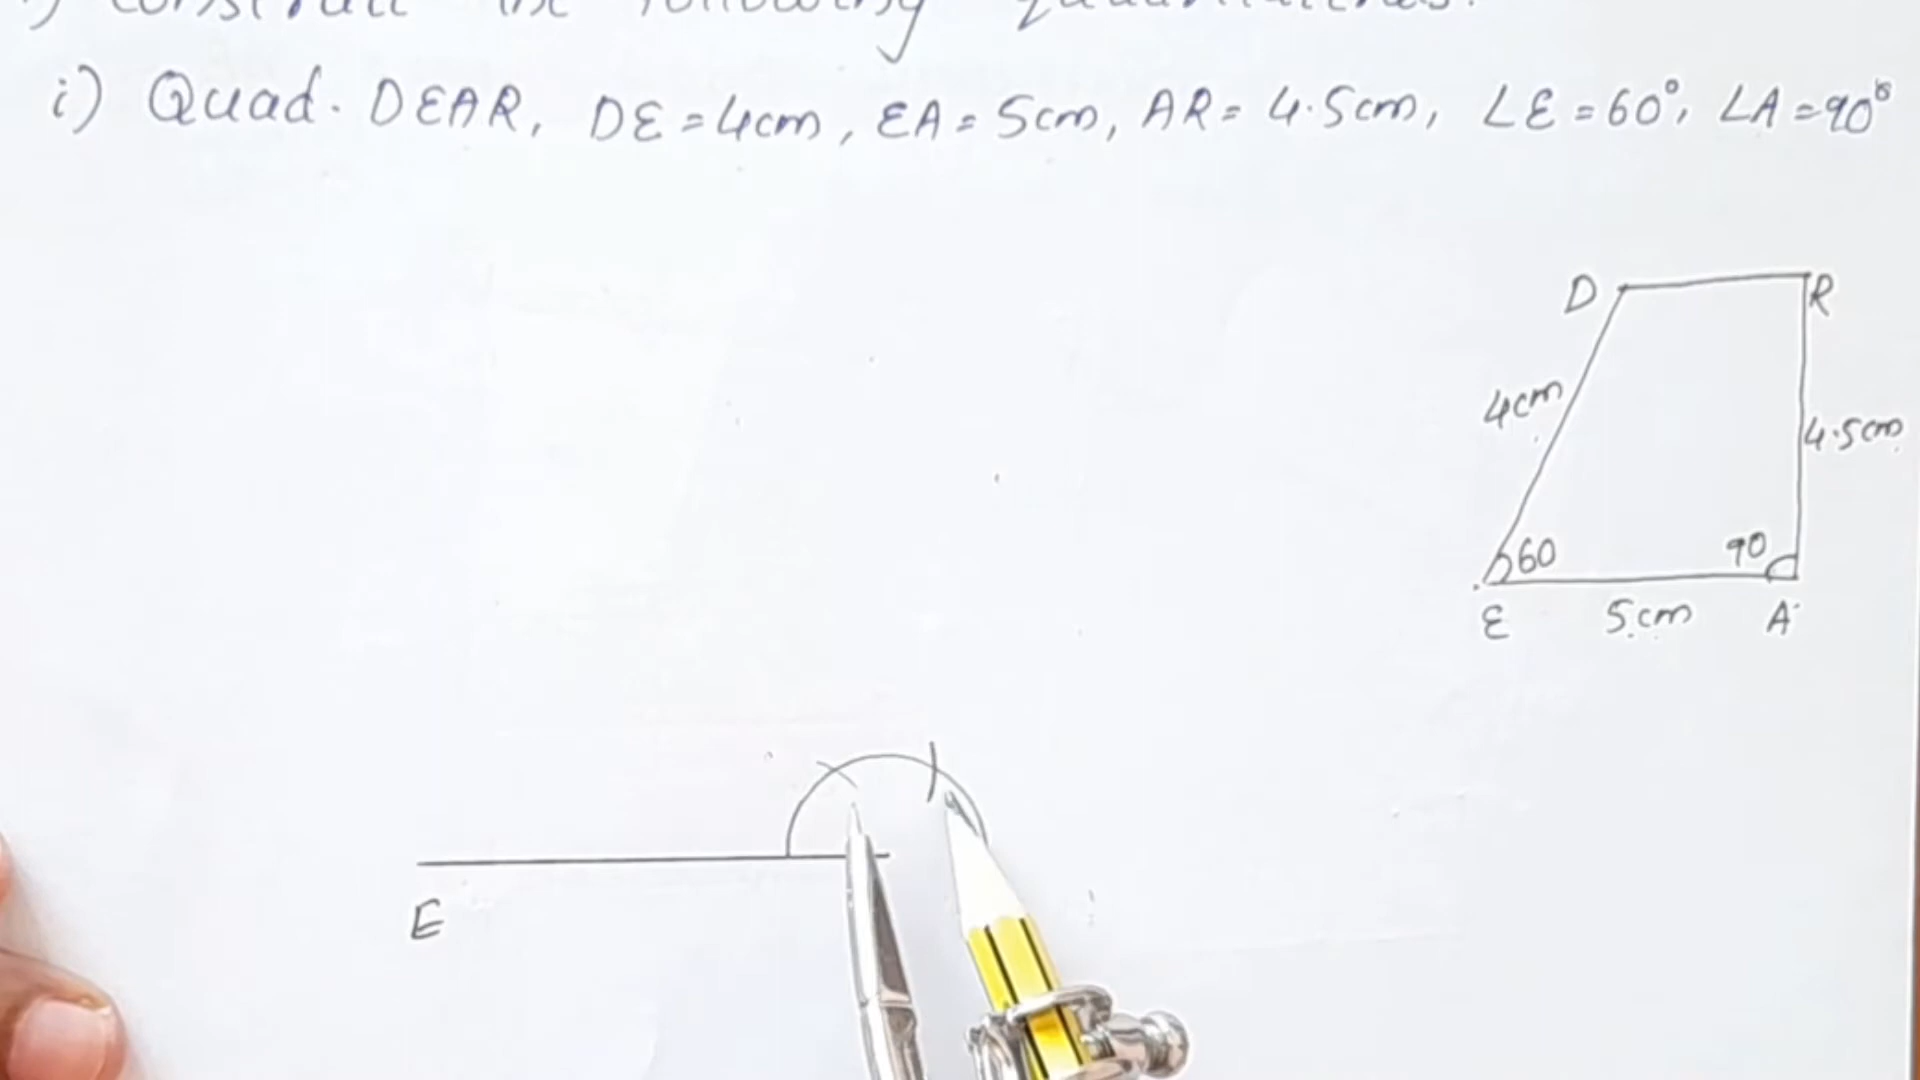 i) Quad. DEAR, DE = 4cm, EA = 5cm, AR = 4.5cm, ∠E = 60°, ∠A = 90°
D R
4cm
4.5cm
60 90
E 5cm A
E